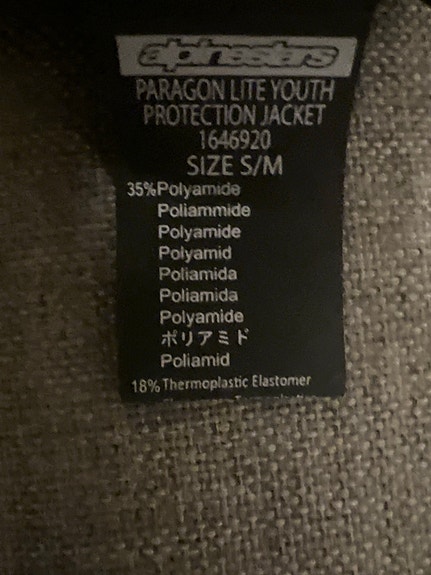 alpinestars
PARAGON LITE YOUTH
PROTECTION JACKET
1646920
SIZE S/M
35%Polyamide
Poliammide
Polyamide
Polyamid
Poliamida
Poliamida
Polyamide
ポリアミド
Poliamid
18% Thermoplastic Elastomer